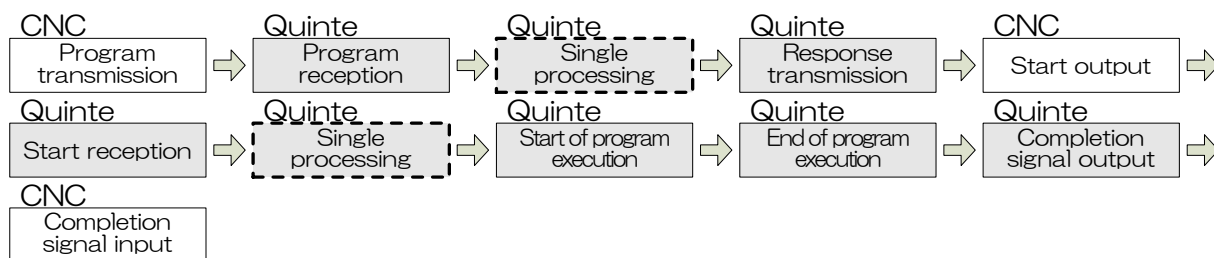 CNC
Program
transmission
Quinte
Program
reception
Quinte
Single
processing
Quinte
Response
transmission
CNC
Start output
Quinte
Start reception
Quinte
Single
processing
Quinte
Start of program
execution
Quinte
End of program
execution
Quinte
Completion
signal output
CNC
Completion
signal input